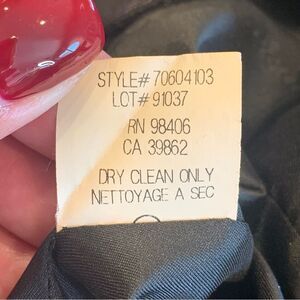 STYLE# 70604103
LOT# 91037
RN 98406
CA 39862
DRY CLEAN ONLY
NETTOYAGE A SEC